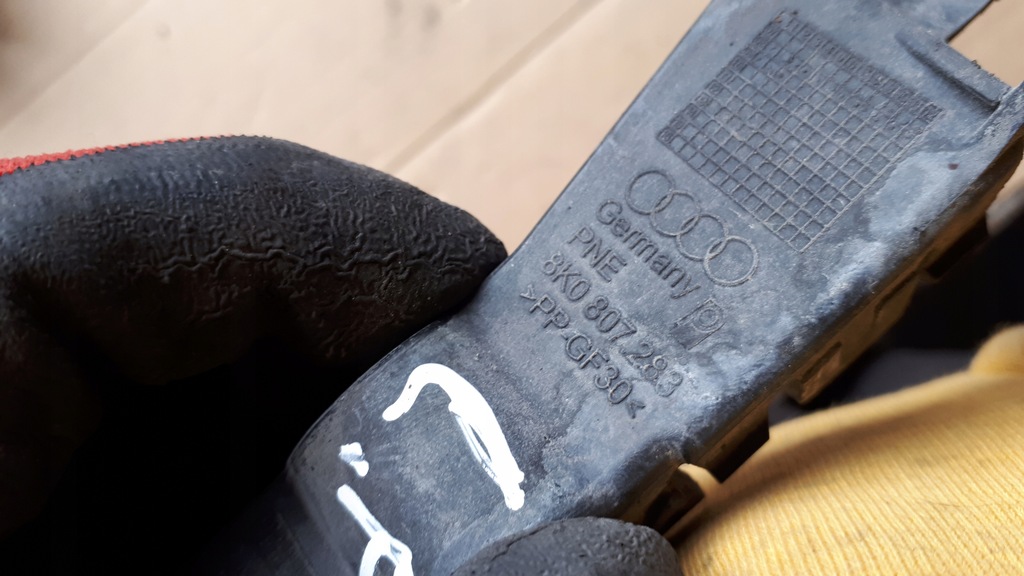 Germany
PNE
8K0 807 283
>PP-GF30<